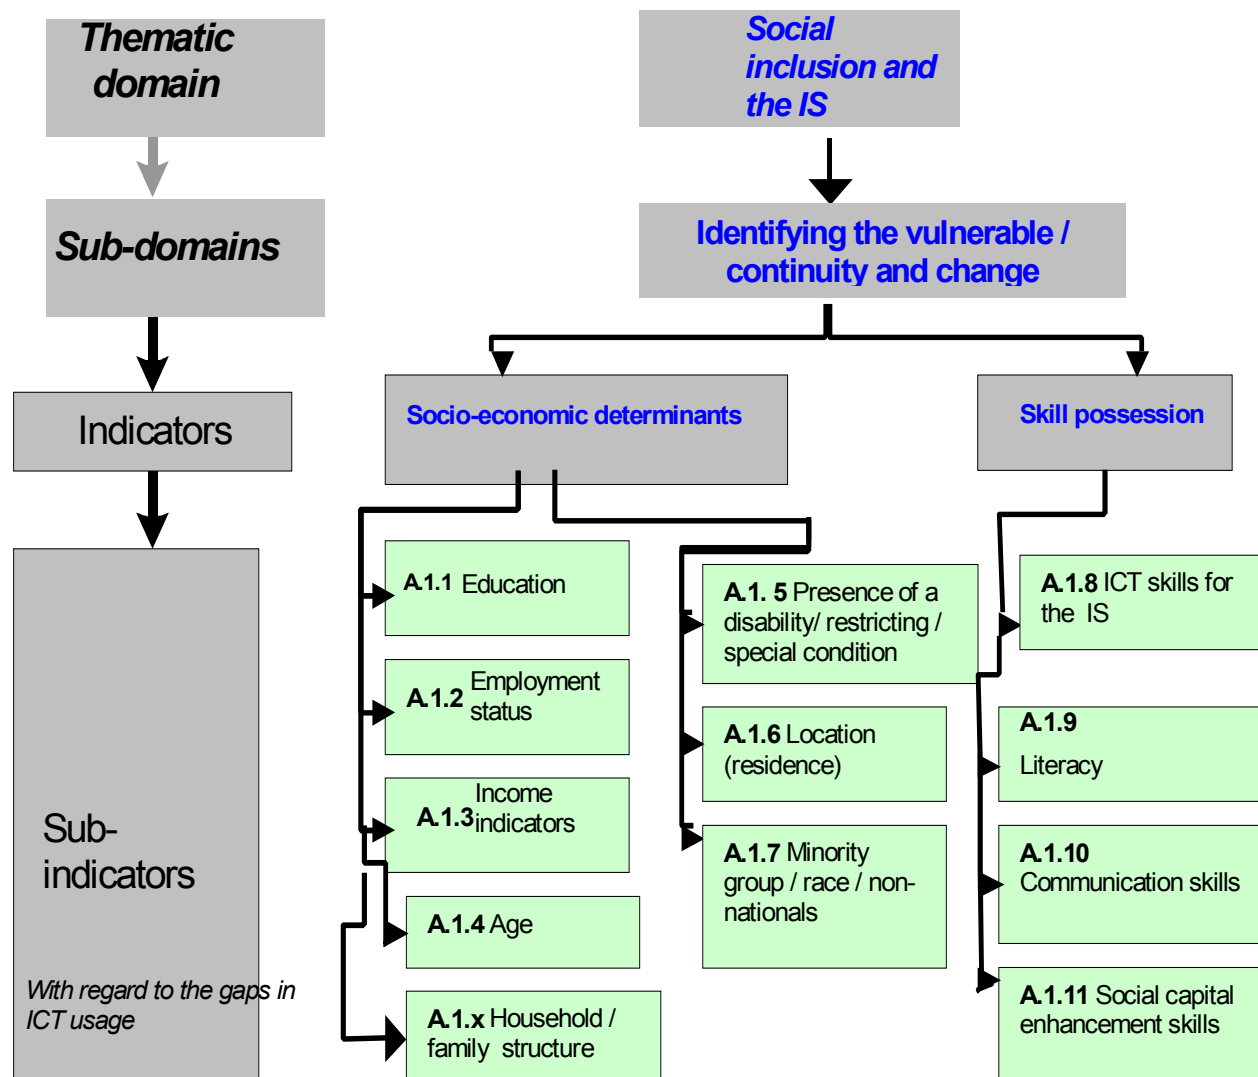 Thematic
domain
Sub-domains
Indicators
Sub-
indicators
With regard to the gaps in
ICT usage
Social
inclusion and
the IS
Identifying the vulnerable /
continuity and change
Socio-economic determinants
A.1.1 Education
A.1.2 Employment
status
A.1.3 Income
indicators
A.1.4 Age
A.1.x Household /
family structure
A.1. 5 Presence of a
disability/ restricting /
special condition
A.1.6 Location
(residence)
A.1.7 Minority
group / race / non-
nationals
Skill possession
A.1.8 ICT skills for
the IS
A.1.9
Literacy
A.1.10
Communication skills
A.1.11 Social capital
enhancement skills